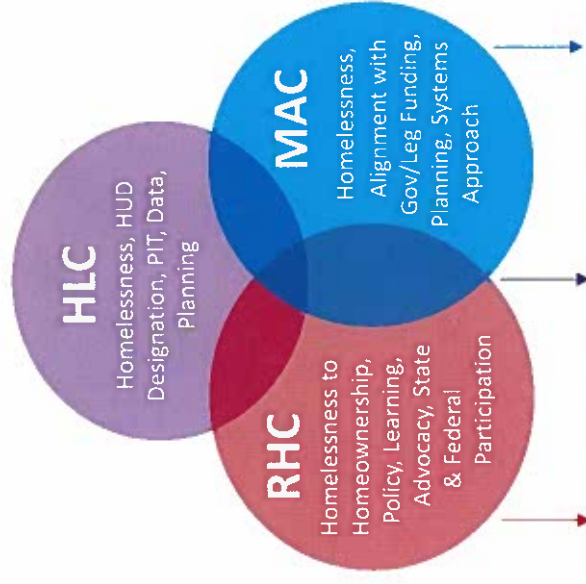 HLC
Homelessness, HUD
Designation, PIT, Data,
Planning
RHC
Homelessness to
Homeownership,
Policy, Learning,
Advocacy, State
& Federal
Participation
MAC
Homelessness,
Alignment with
Gov/Leg Funding,
Planning, Systems
Approach